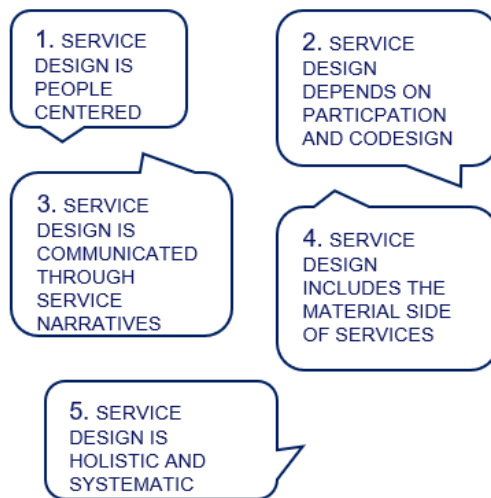 1. SERVICE
DESIGN IS
PEOPLE
CENTERED
2. SERVICE
DESIGN
DEPENDS ON
PARTICPATION
AND CODESIGN
3. SERVICE
DESIGN IS
COMMUNICATED
THROUGH
SERVICE
NARRATIVES
4. SERVICE
DESIGN
INCLUDES THE
MATERIAL SIDE
OF SERVICES
5. SERVICE
DESIGN IS
HOLISTIC AND
SYSTEMATIC